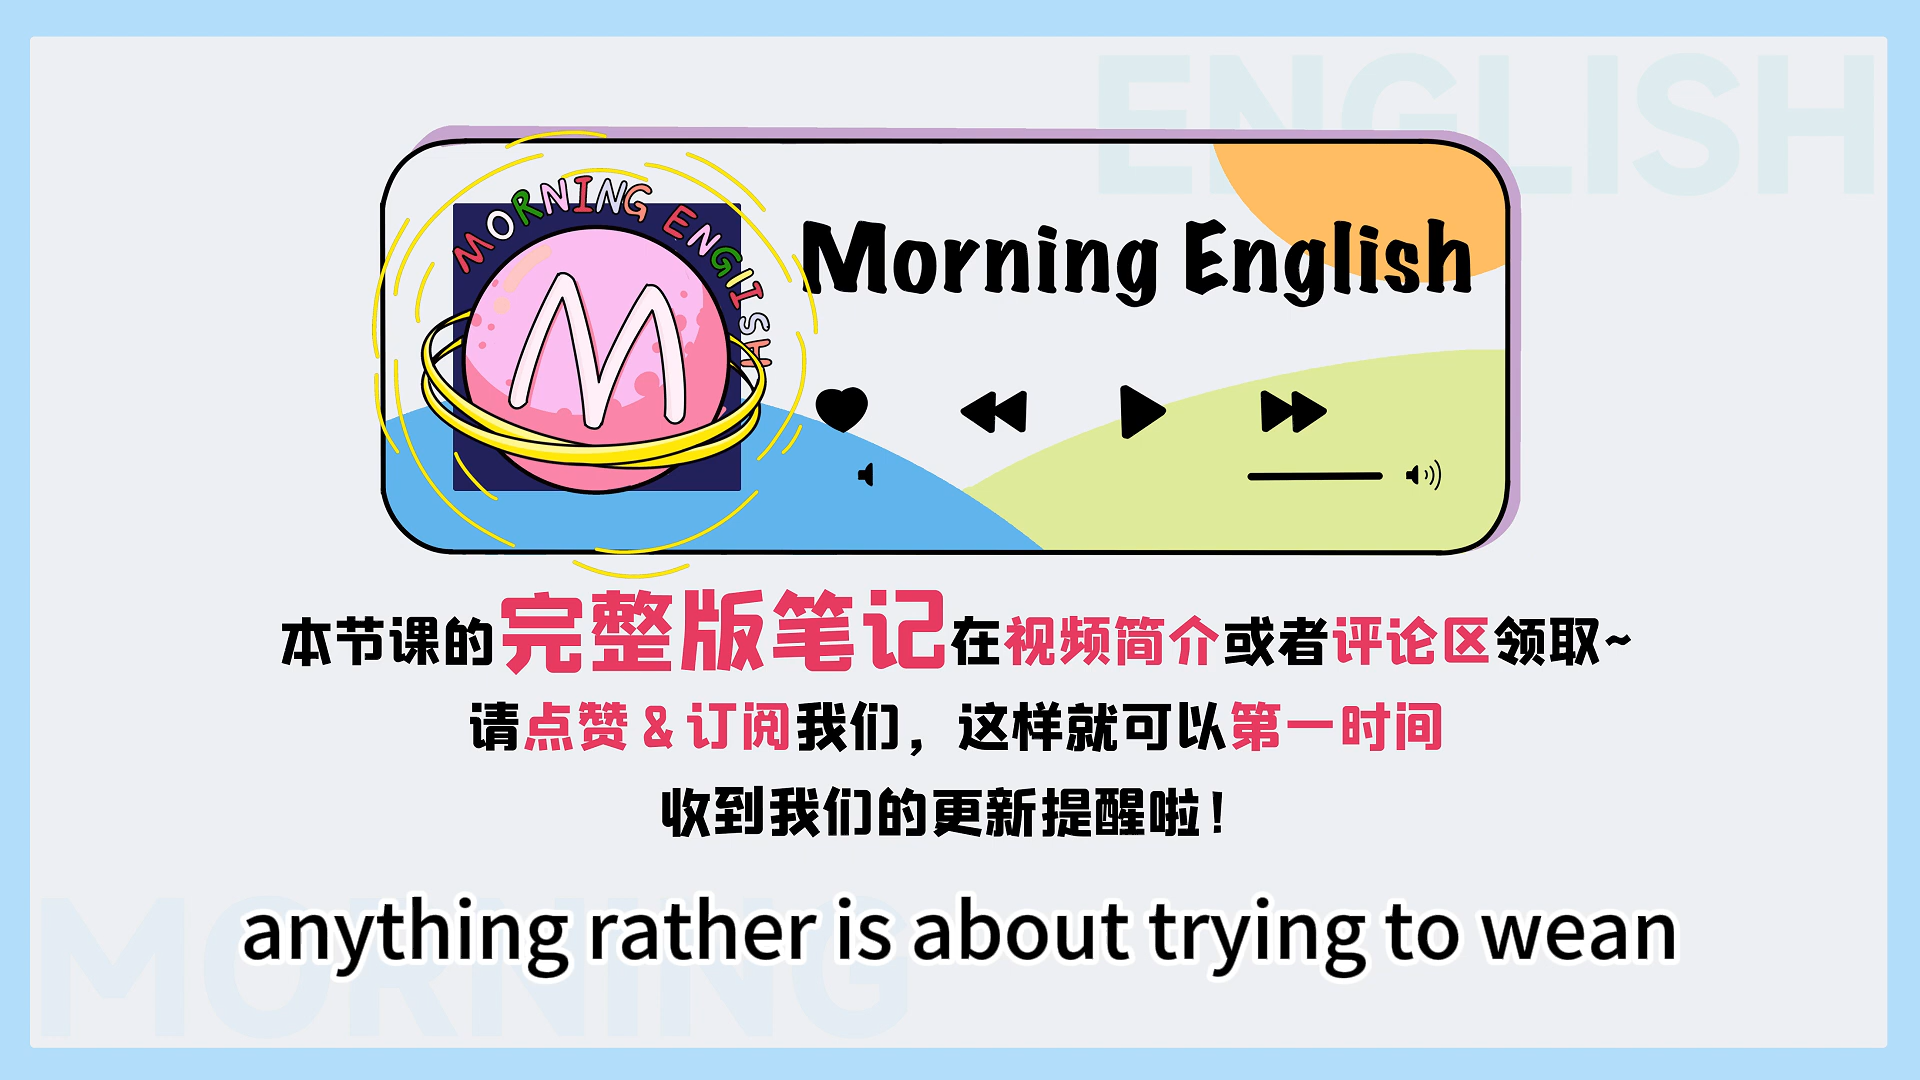 ENGLISH
MORNING ENGLISH
M
Morning English
本节课的完整版笔记在视频简介或者评论区领取~
请点赞&订阅我们，这样就可以第一时间
收到我们的更新提醒啦！
anything rather is about trying to wean
MORNING